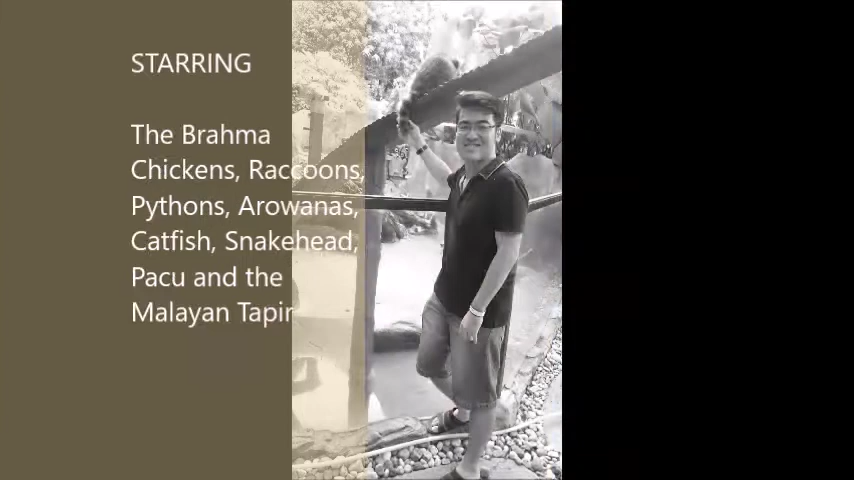 STARRING
The Brahma
Chickens, Raccoons,
Pythons, Arowanas,
Catfish, Snakehead,
Pacu and the
Malayan Tapir